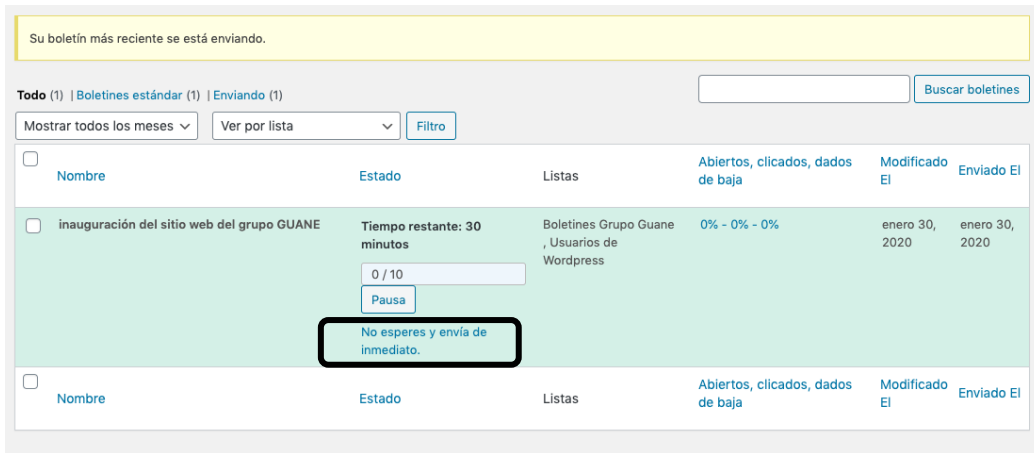 Su boletín más reciente se está enviando.
Todo (1) | Boletines estándar (1) | Enviando (1)
Buscar boletines
Mostrar todos los meses Ver por lista Filtro
Nombre Estado Listas Abiertos, clicados, dados de baja Modificado El Enviado El
inauguración del sitio web del grupo GUANE
Tiempo restante: 30
minutos
0 / 10
Pausa
No esperes y envía de
inmediato.
Boletines Grupo Guane
, Usuarios de
Wordpress
0% - 0% - 0%
enero 30,
2020
enero 30,
2020
Nombre Estado Listas Abiertos, clicados, dados de baja Modificado El Enviado El